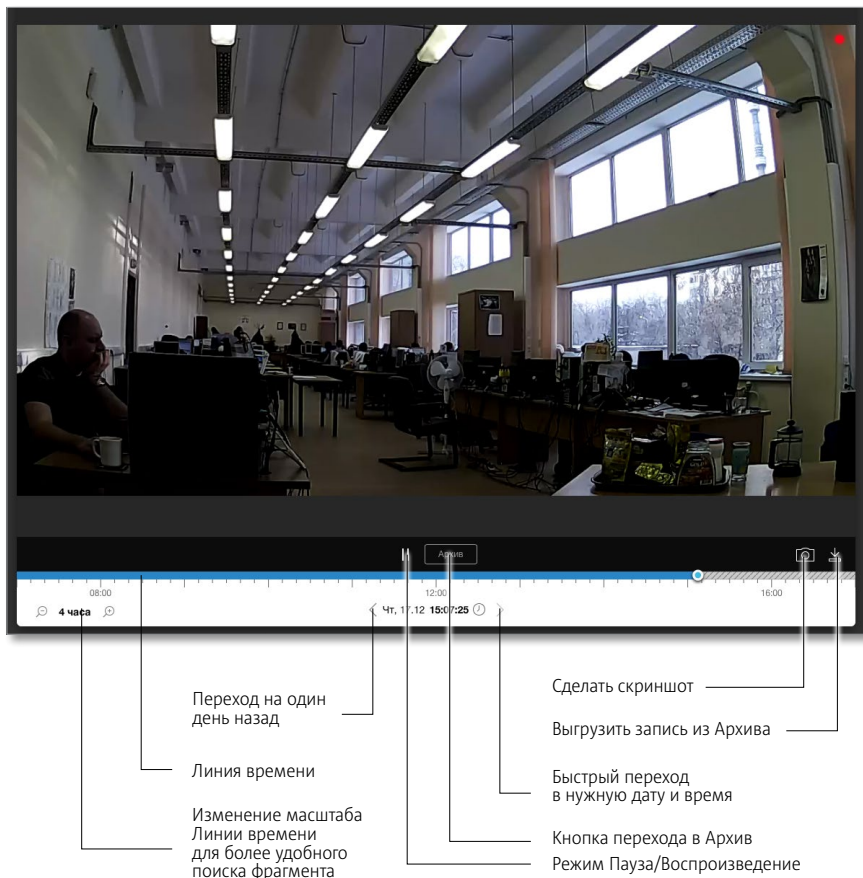 Архив
08:00
12:00
16:00
4 часа
Чт, 17.12 15:07:25
Переход на один
день назад
Линия времени
Изменение масштаба
Линии времени
для более удобного
поиска фрагмента
Сделать скриншот
Выгрузить запись из Архива
Быстрый переход
в нужную дату и время
Кнопка перехода в Архив
Режим Пауза/Воспроизведение